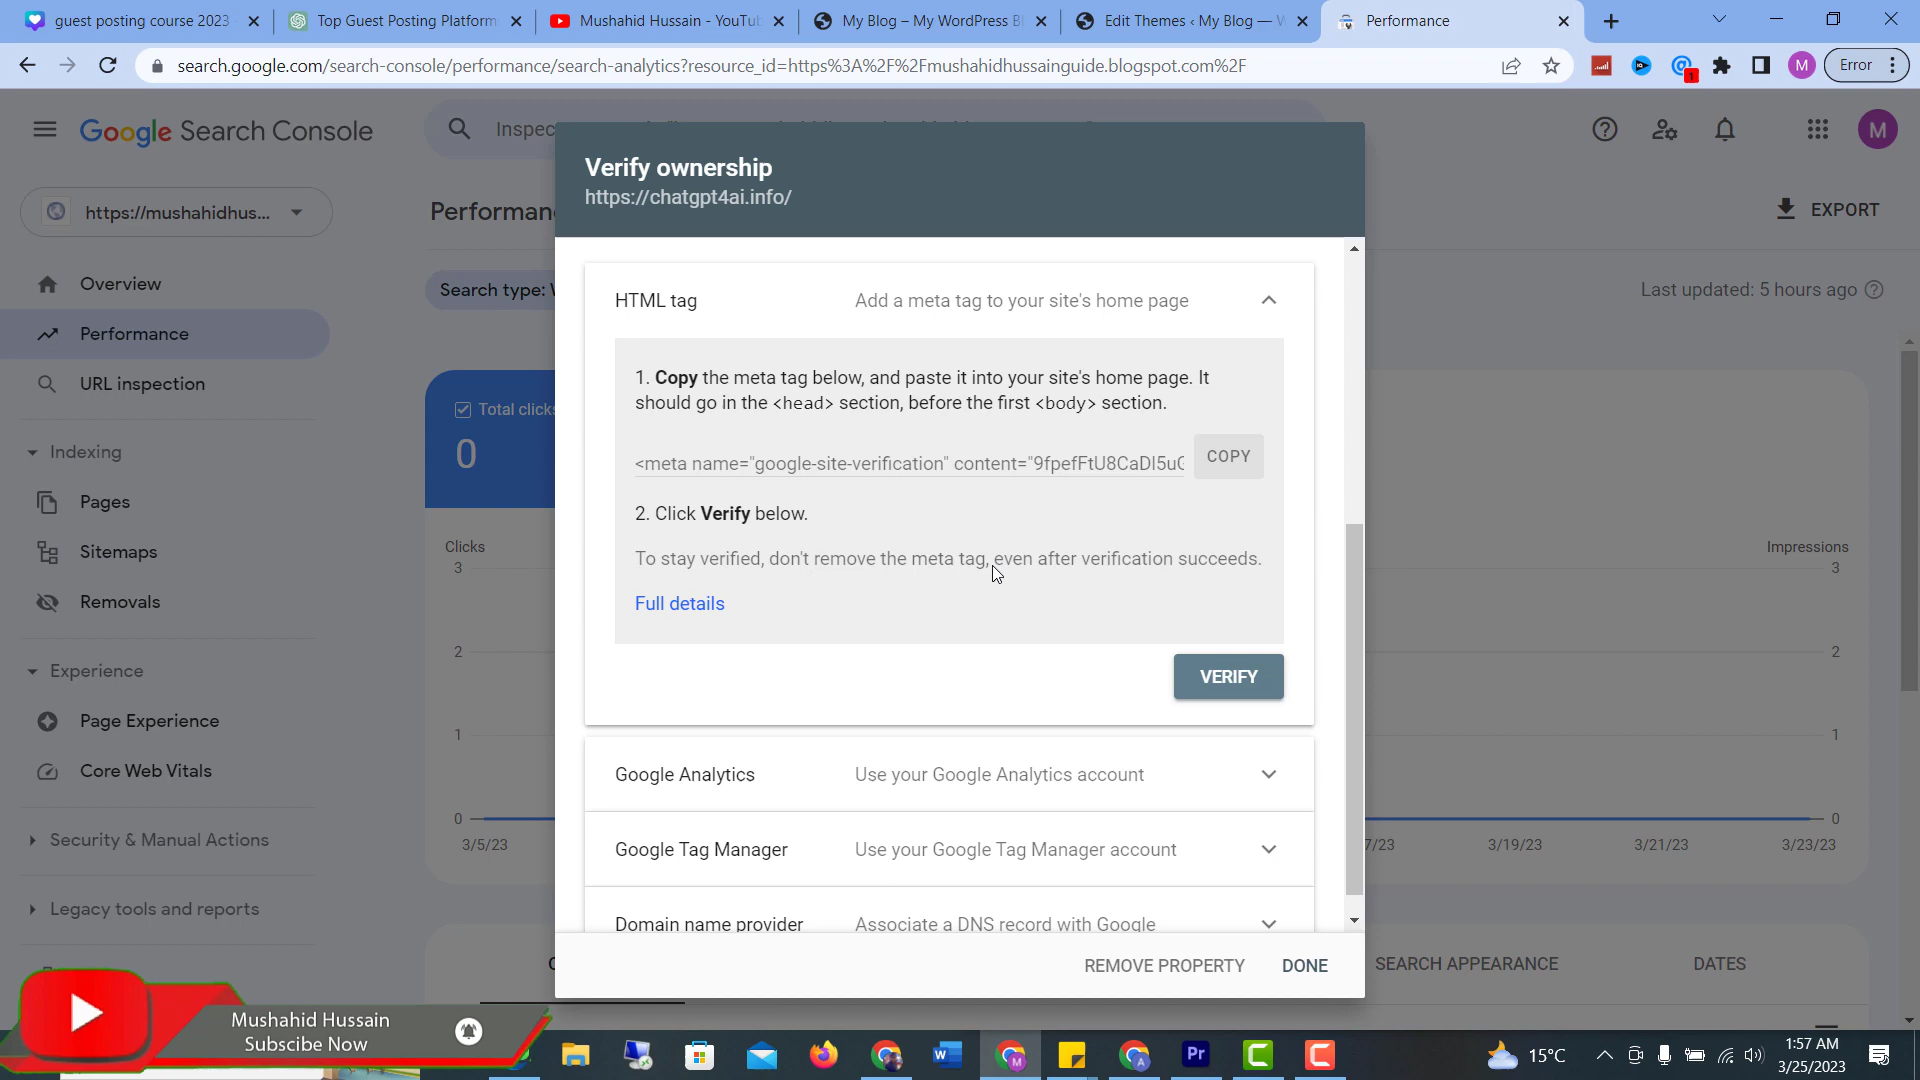 guest posting course 2023
Top Guest Posting Platform
Mushahid Hussain - YouTu
My Blog – My WordPress B
Edit Themes ‹ My Blog — W
Performance
search.google.com/search-console/performance/search-analytics?resource_id=https%3A%2F%2Fmushahidhussainguide.blogspot.com%2F
1
M
Error
Google Search Console
Inspec
M
https://mushahidhus...
Performan
EXPORT
Search type: W
Last updated: 5 hours ago
Overview
Performance
URL inspection
Indexing
Pages
Sitemaps
Removals
Experience
Page Experience
Core Web Vitals
Security & Manual Actions
Legacy tools and reports
Total clicks
0
Clicks
3
2
1
0
3/5/23
Verify ownership
https://chatgpt4ai.info/
HTML tag
Add a meta tag to your site's home page
1. Copy the meta tag below, and paste it into your site's home page. It
should go in the <head> section, before the first <body> section.
<meta name="google-site-verification" content="9fpefFtU8CaDl5uG
COPY
2. Click Verify below.
To stay verified, don't remove the meta tag, even after verification succeeds.
Full details
VERIFY
Google Analytics
Use your Google Analytics account
Google Tag Manager
Use your Google Tag Manager account
Domain name provider
Associate a DNS record with Google
REMOVE PROPERTY
DONE
Impressions
3
2
1
0
7/23
3/19/23
3/21/23
3/23/23
SEARCH APPEARANCE
DATES
Mushahid Hussain
Subscibe Now
15°C
1:57 AM
3/25/2023